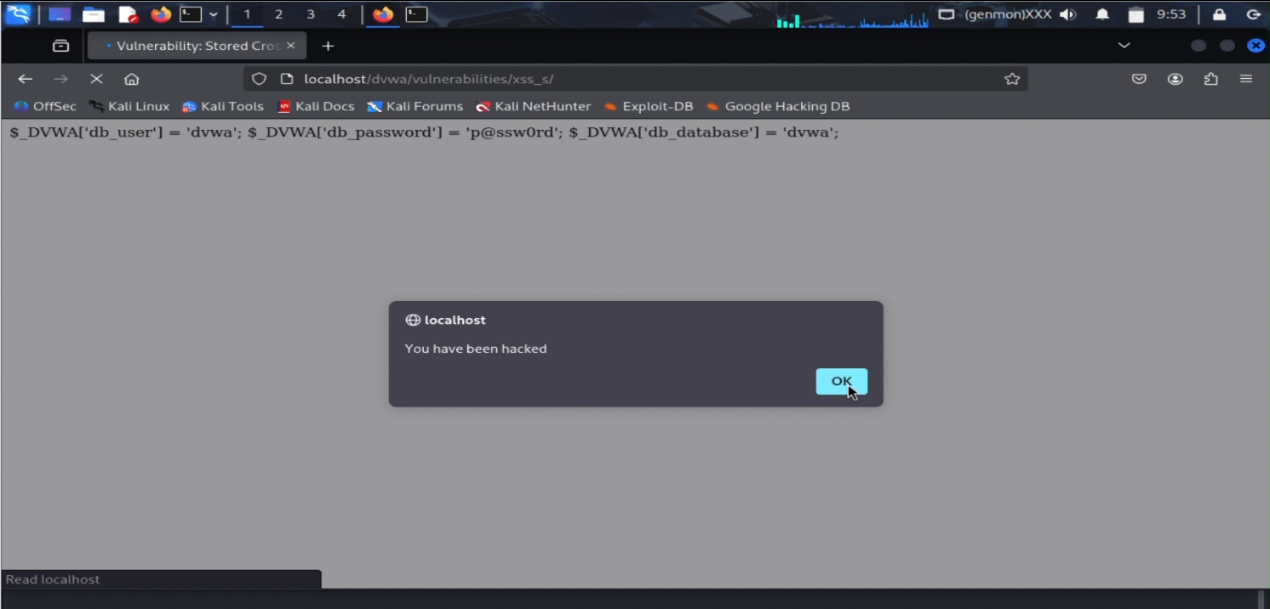 1 2 3 4 (genmon)XXX 9:53
Vulnerability: Stored Cros
localhost/dvwa/vulnerabilities/xss_s/
OffSec Kali Linux Kali Tools Kali Docs Kali Forums Kali NetHunter Exploit-DB Google Hacking DB
$_DVWA['db_user'] = 'dvwa'; $_DVWA['db_password'] = 'p@ssw0rd'; $_DVWA['db_database'] = 'dvwa';
localhost
You have been hacked
OK
Read localhost